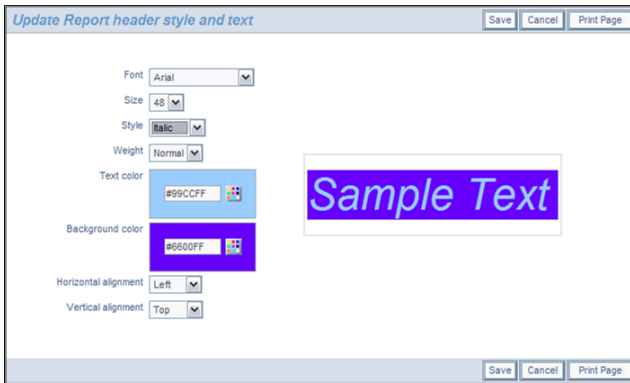 Update Report header style and text
Save Cancel Print Page
Font Arial
Size 48
Style Italic
Weight Normal
Text color
#99CCFF
Background color
#6600FF
Horizontal alignment Left
Vertical alignment Top
Sample Text
Save Cancel Print Page